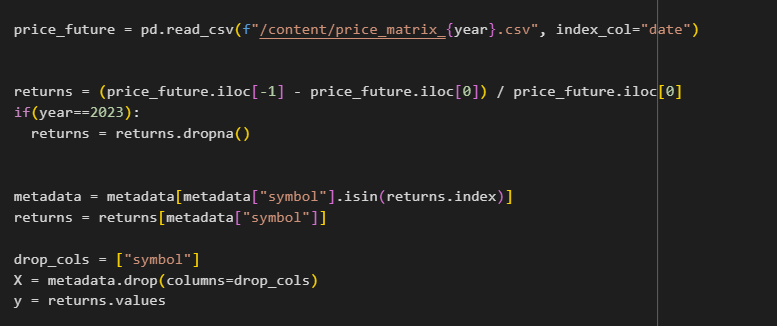 price_future = pd.read_csv(f"/content/price_matrix_{year}.csv", index_col="date")
returns = (price_future.iloc[-1] - price_future.iloc[0]) / price_future.iloc[0]
if(year==2023):
  returns = returns.dropna()
metadata = metadata[metadata["symbol"].isin(returns.index)]
returns = returns[metadata["symbol"]]
drop_cols = ["symbol"]
X = metadata.drop(columns=drop_cols)
y = returns.values